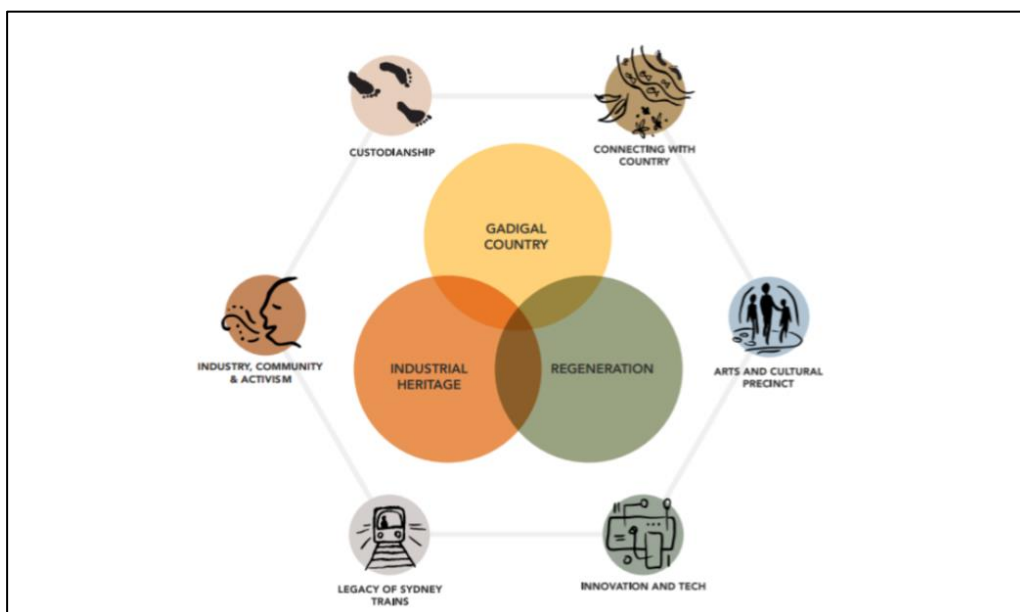 CUSTODIANSHIP
CONNECTING WITH
COUNTRY
GADIGAL
COUNTRY
INDUSTRY, COMMUNITY
& ACTIVISM
INDUSTRIAL
HERITAGE
REGENERATION
ARTS AND CULTURAL
PRECINCT
LEGACY OF SYDNEY
TRAINS
INNOVATION AND TECH